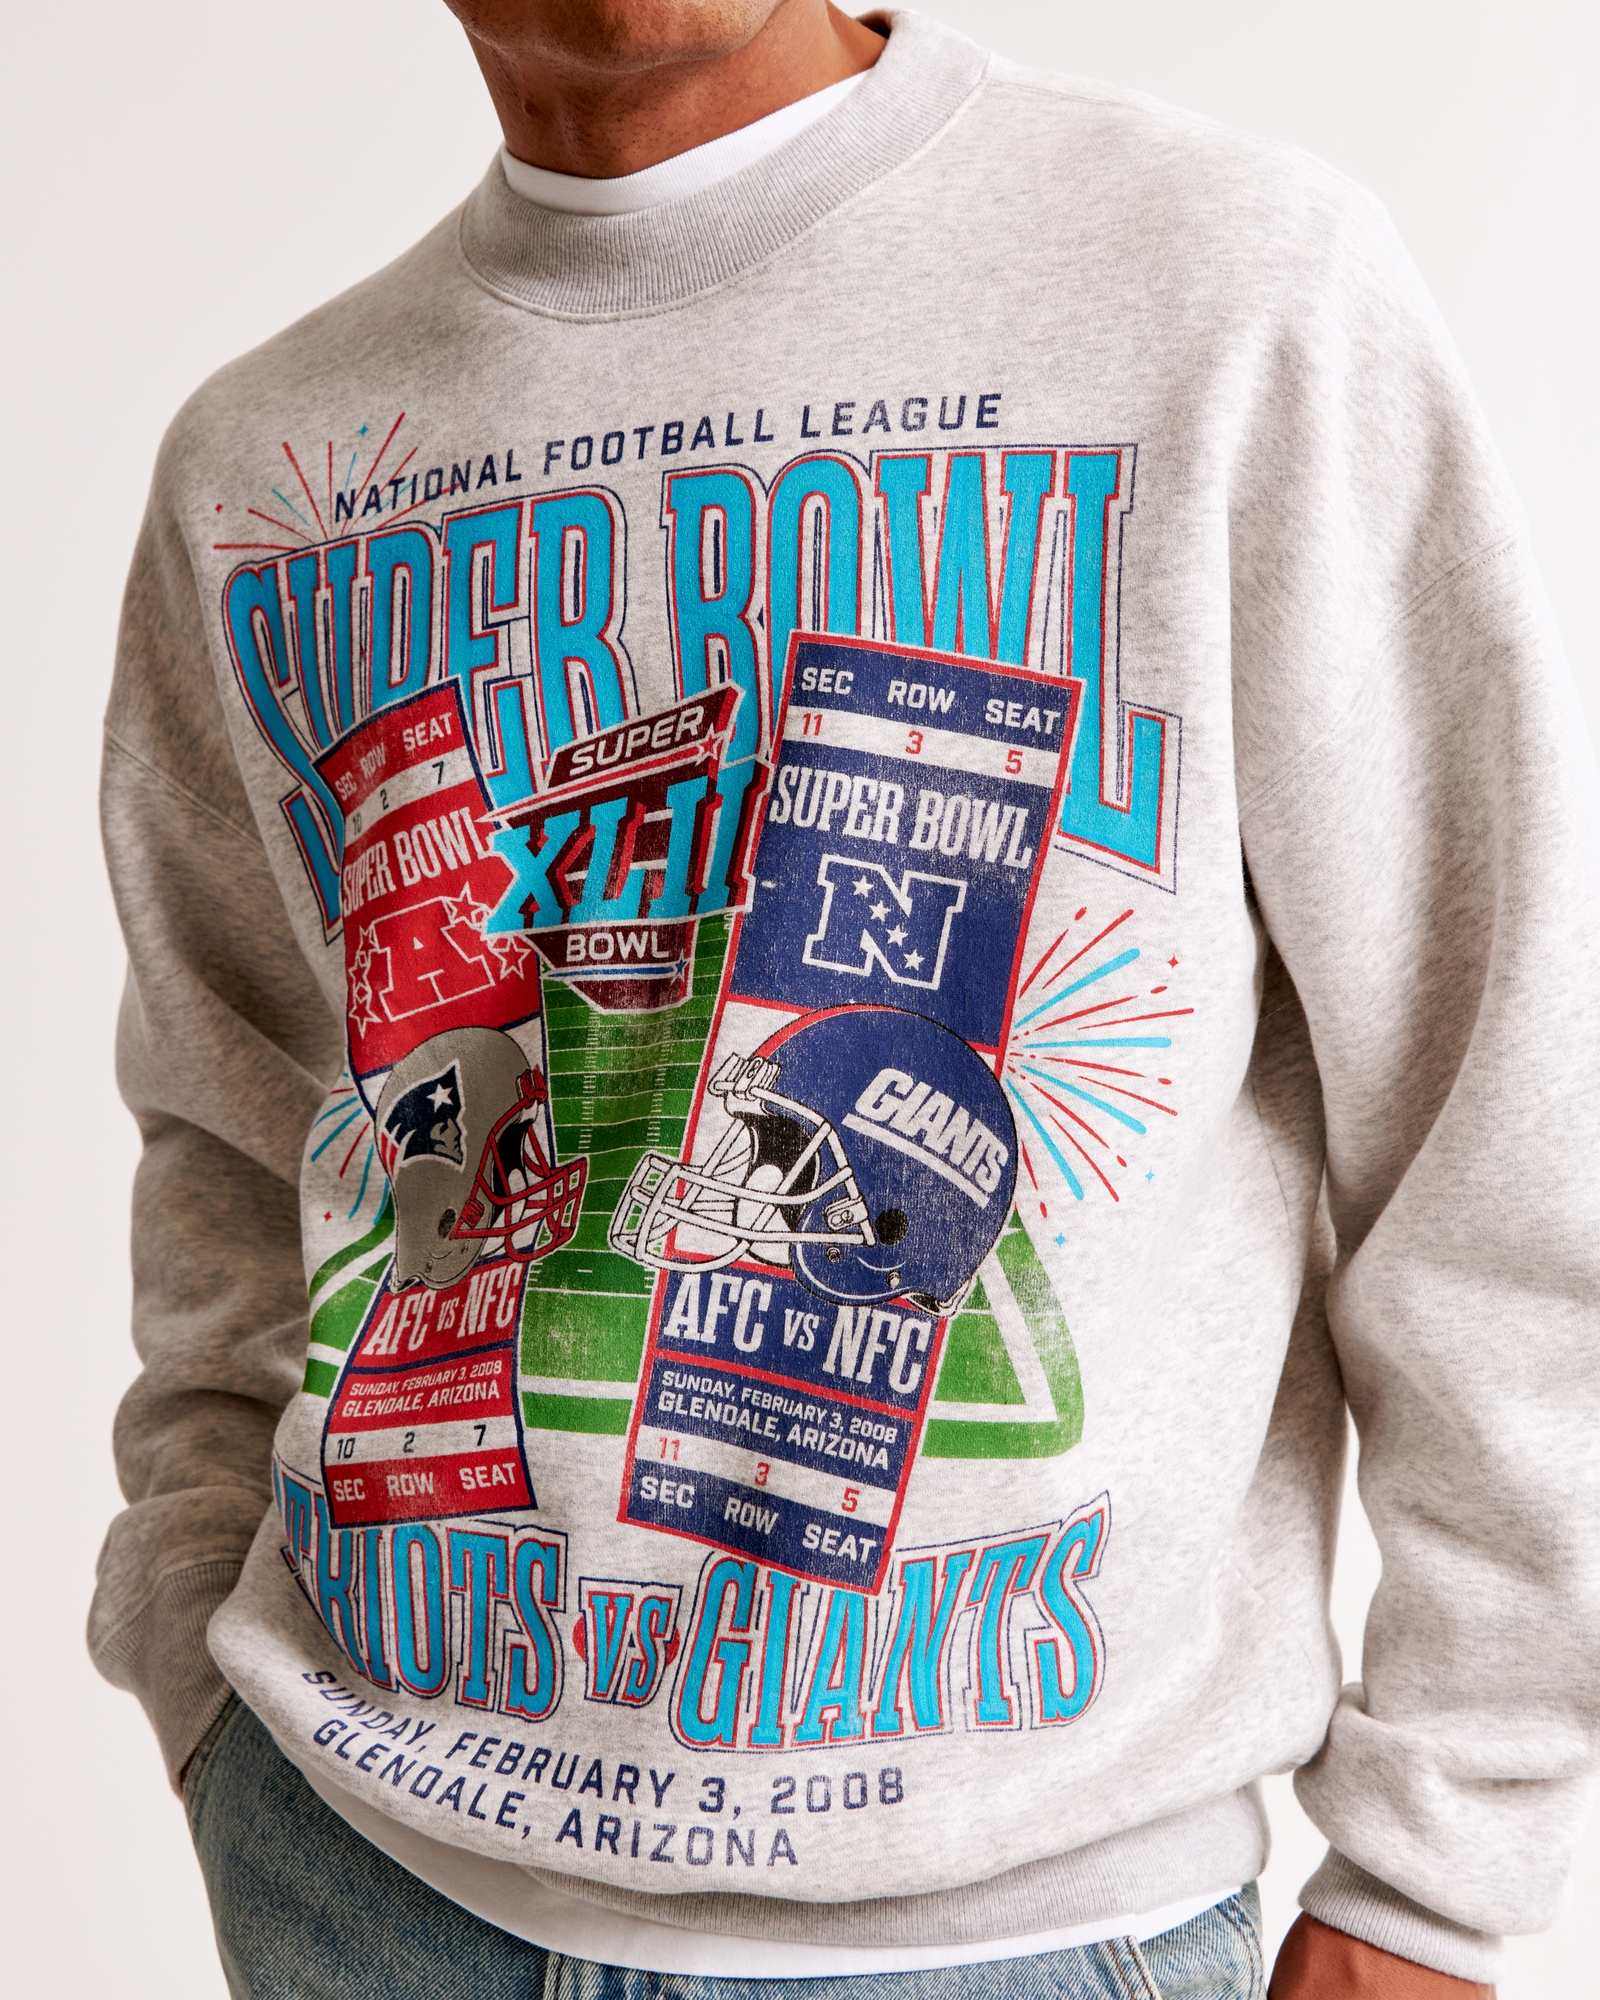 NATIONAL FOOTBALL LEAGUE
SUPER BOWL
SEC ROW SEAT
10 2 7
SUPER BOWL
A
SUPER
XLII
BOWL
SEC ROW SEAT
11 3 5
SUPER BOWL
N
GIANTS
AFC VS NFC
SUNDAY, FEBRUARY 3, 2008
GLENDALE, ARIZONA
10 2 7
SEC ROW SEAT
AFC VS NFC
SUNDAY, FEBRUARY 3, 2008
GLENDALE, ARIZONA
11 3 5
SEC ROW SEAT
TRIOTS VS GIANTS
SUNDAY, FEBRUARY 3, 2008
GLENDALE, ARIZONA